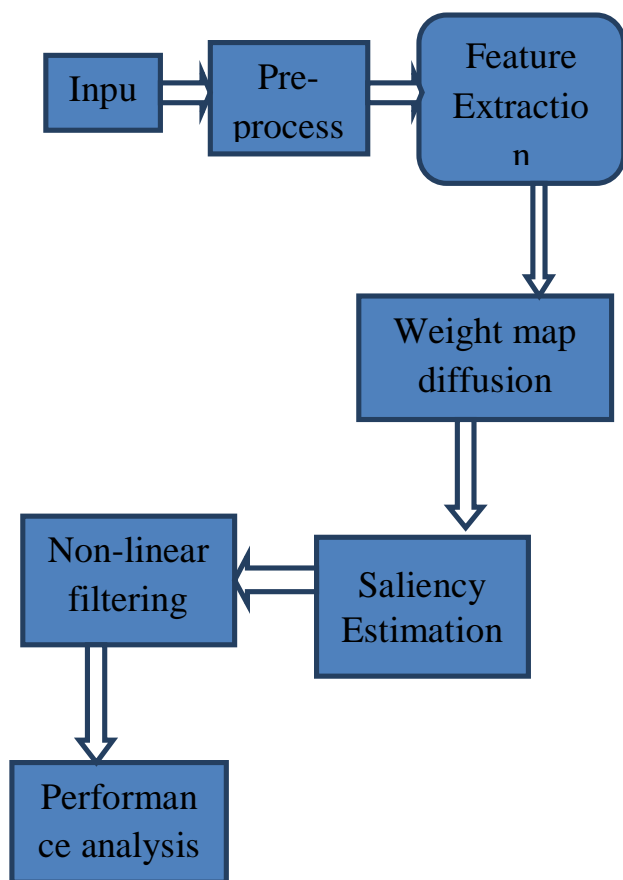 Inpu
Pre-
process
Feature
Extractio
n
Weight map
diffusion
Saliency
Estimation
Non-linear
filtering
Performan
ce analysis